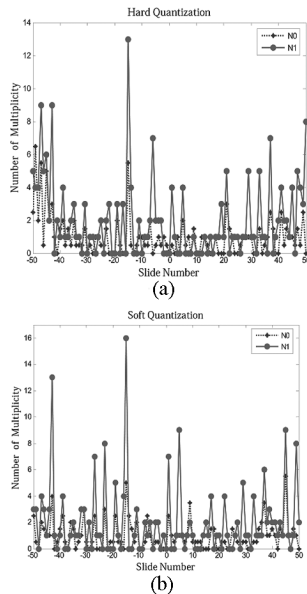 Hard Quantization
N0
N1
14
12
10
8
6
4
2
0
Number of Multiplicity
-50 -40 -30 -20 -10 0 10 20 30 40 50
Slide Number
(a)
Soft Quantization
N0
N1
16
14
12
10
8
6
4
2
0
Number of Multiplicity
-50 -40 -30 -20 -10 0 10 20 30 40 50
Slide Number
(b)